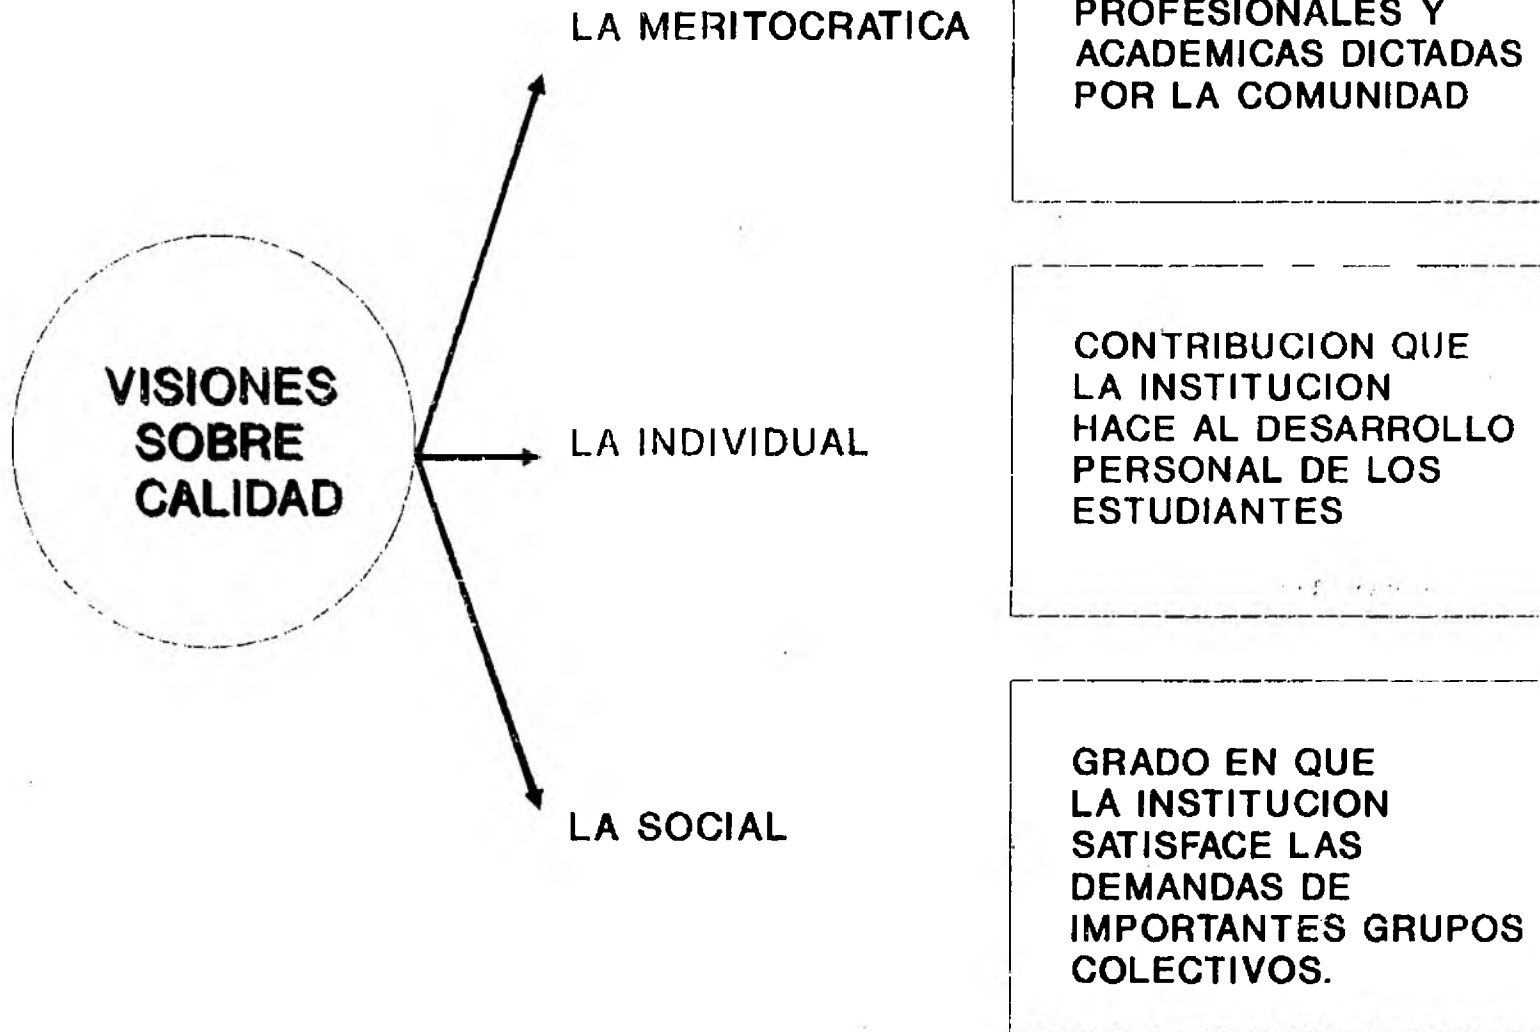 LA MERITOCRATICA
PROFESIONALES Y
ACADEMICAS DICTADAS
POR LA COMUNIDAD
VISIONES
SOBRE
CALIDAD
LA INDIVIDUAL
CONTRIBUCION QUE
LA INSTITUCION
HACE AL DESARROLLO
PERSONAL DE LOS
ESTUDIANTES
LA SOCIAL
GRADO EN QUE
LA INSTITUCION
SATISFACE LAS
DEMANDAS DE
IMPORTANTES GRUPOS
COLECTIVOS.